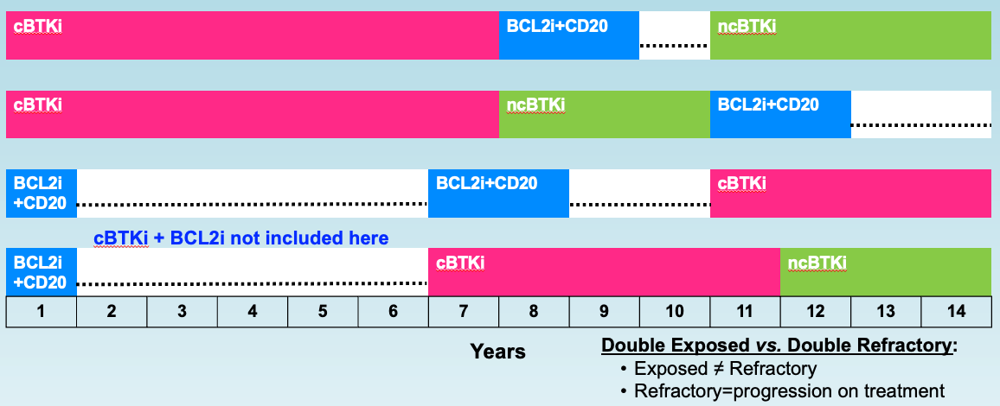 cBTKi
BCL2i+CD20
ncBTKi
cBTKi
ncBTKi
BCL2i+CD20
BCL2i
+CD20
BCL2i+CD20
cBTKi
cBTKi + BCL2i not included here
BCL2i
+CD20
cBTKi
ncBTKi
1 2 3 4 5 6 7 8 9 10 11 12 13 14
Years
Double Exposed vs. Double Refractory:
• Exposed ≠ Refractory
• Refractory=progression on treatment